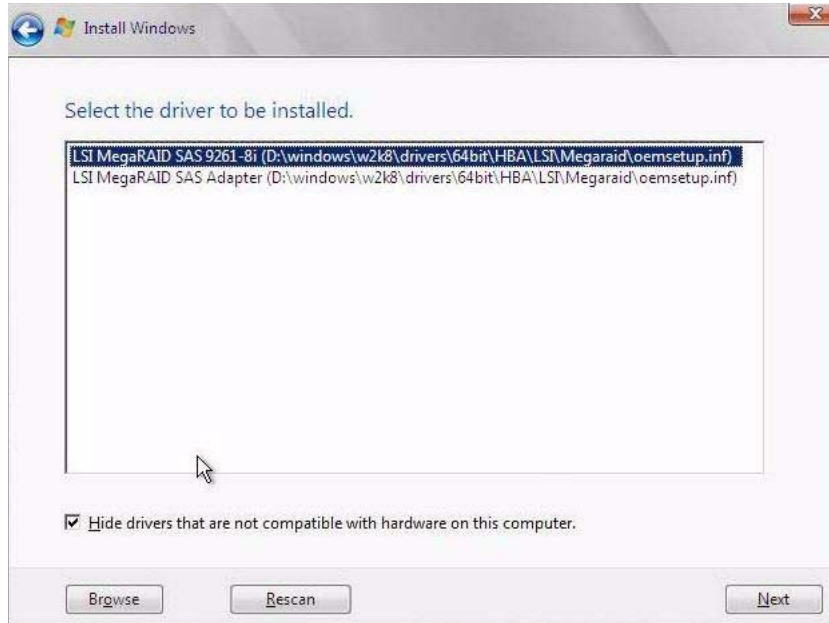 Install Windows
Select the driver to be installed.
LSI MegaRAID SAS 9261-8i (D:\windows\w2k8\drivers\64bit\HBA\LSI\Megaraid\oemsetup.inf)
LSI MegaRAID SAS Adapter (D:\windows\w2k8\drivers\64bit\HBA\LSI\Megaraid\oemsetup.inf)
Hide drivers that are not compatible with hardware on this computer.
Browse
Rescan
Next